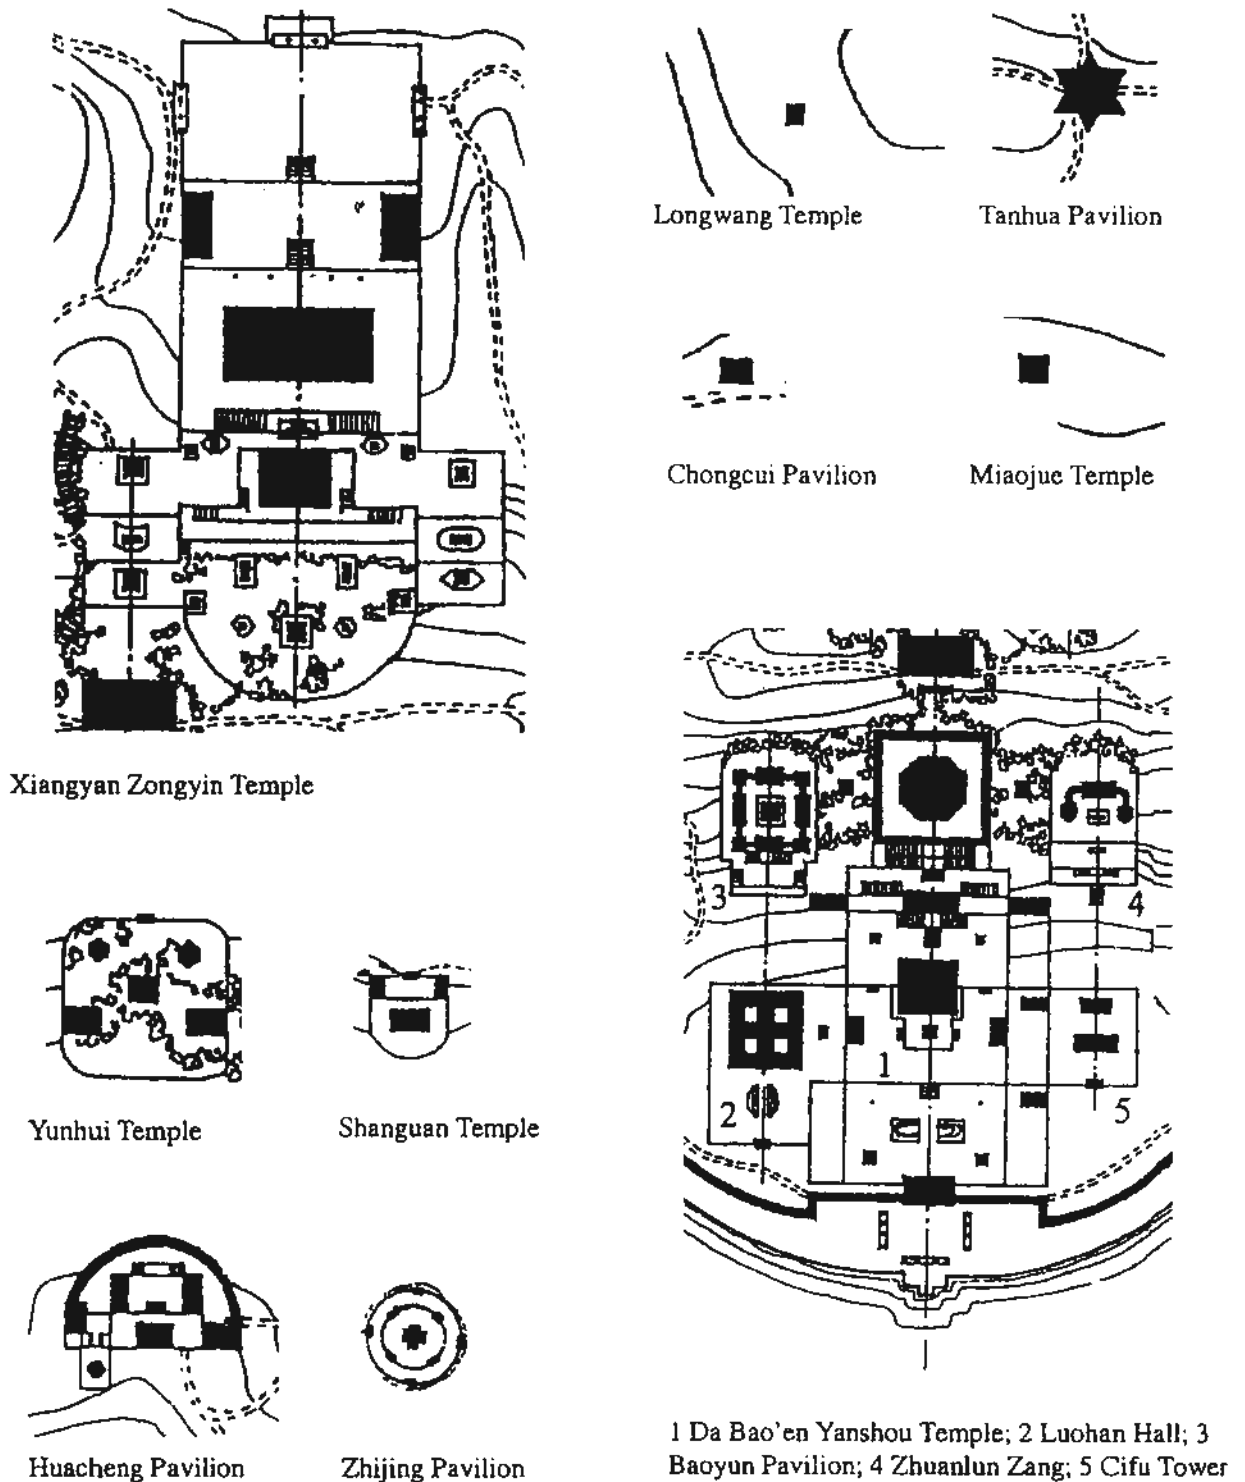 Longwang Temple
Tanhua Pavilion
Chongcui Pavilion
Miaojue Temple
Xiangyan Zongyin Temple
3
4
1
2
5
Yunhui Temple
Shanguan Temple
Huacheng Pavilion
Zhijing Pavilion
1 Da Bao'en Yanshou Temple; 2 Luohan Hall; 3
Baoyun Pavilion; 4 Zhuanlun Zang; 5 Cifu Tower